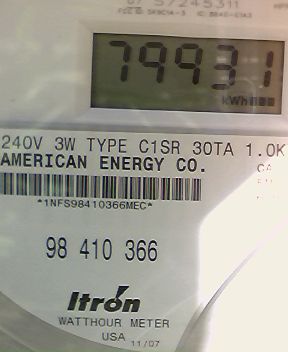 79931
kWh
240V 3W TYPE C1SR 30TA 1.0K
AMERICAN ENERGY CO.
CA
*1NFS98410366MEC*
98 410 366
Itron
WATTHOUR METER
USA 11/07